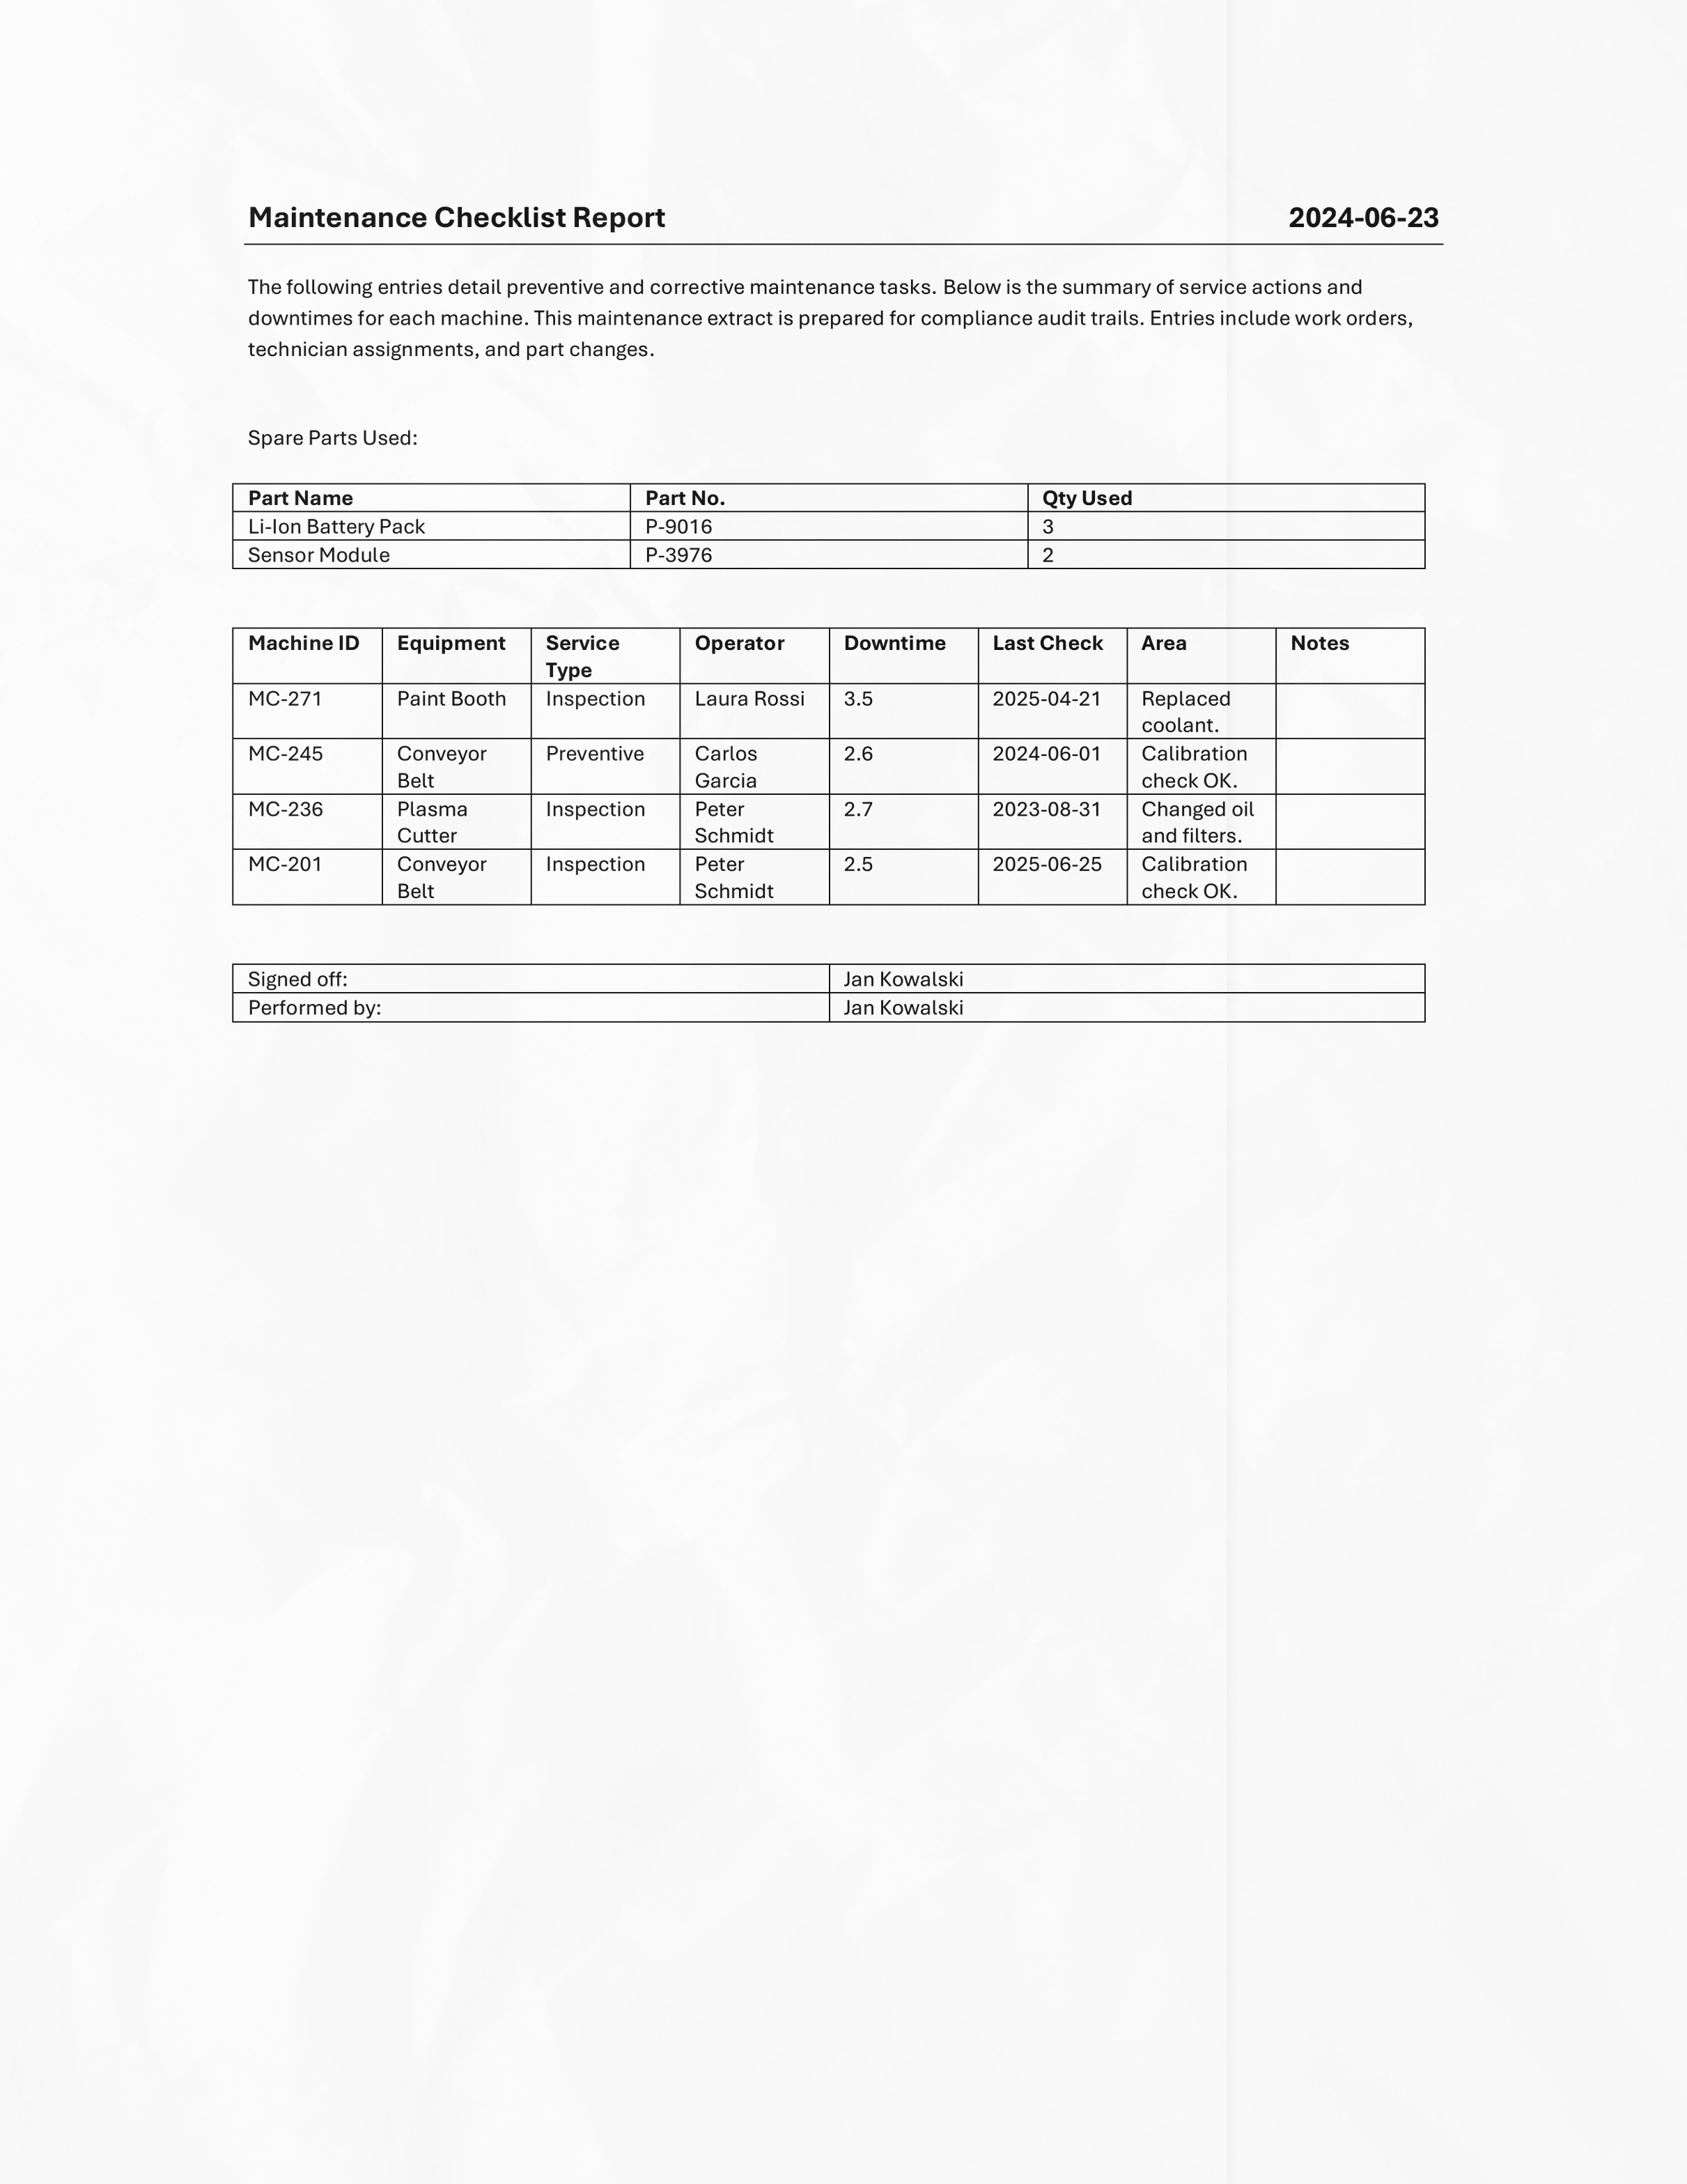 Maintenance Checklist Report 2024-06-23
The following entries detail preventive and corrective maintenance tasks. Below is the summary of service actions and
downtimes for each machine. This maintenance extract is prepared for compliance audit trails. Entries include work orders,
technician assignments, and part changes.
Spare Parts Used:
Part Name Part No. Qty Used
Li-Ion Battery Pack P-9016 3
Sensor Module P-3976 2
Machine ID Equipment Service Type Operator Downtime Last Check Area Notes
MC-271 Paint Booth Inspection Laura Rossi 3.5 2025-04-21 Replaced coolant.
MC-245 Conveyor Belt Preventive Carlos Garcia 2.6 2024-06-01 Calibration check OK.
MC-236 Plasma Cutter Inspection Peter Schmidt 2.7 2023-08-31 Changed oil and filters.
MC-201 Conveyor Belt Inspection Peter Schmidt 2.5 2025-06-25 Calibration check OK.
Signed off: Jan Kowalski
Performed by: Jan Kowalski